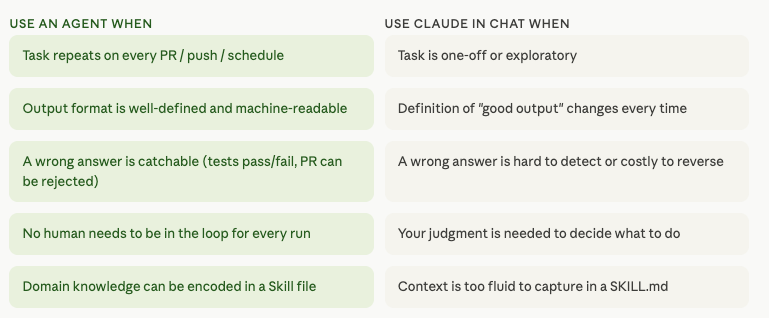 USE AN AGENT WHEN
USE CLAUDE IN CHAT WHEN
Task repeats on every PR / push / schedule
Task is one-off or exploratory
Output format is well-defined and machine-readable
Definition of "good output" changes every time
A wrong answer is catchable (tests pass/fail, PR can
be rejected)
A wrong answer is hard to detect or costly to reverse
No human needs to be in the loop for every run
Your judgment is needed to decide what to do
Domain knowledge can be encoded in a Skill file
Context is too fluid to capture in a SKILL.md